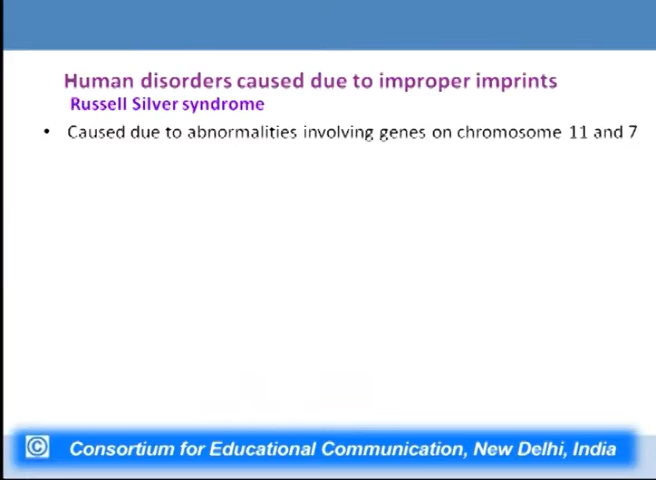 Human disorders caused due to improper imprints
Russell Silver syndrome
• Caused due to abnormalities involving genes on chromosome 11 and 7
© Consortium for Educational Communication, New Delhi, India